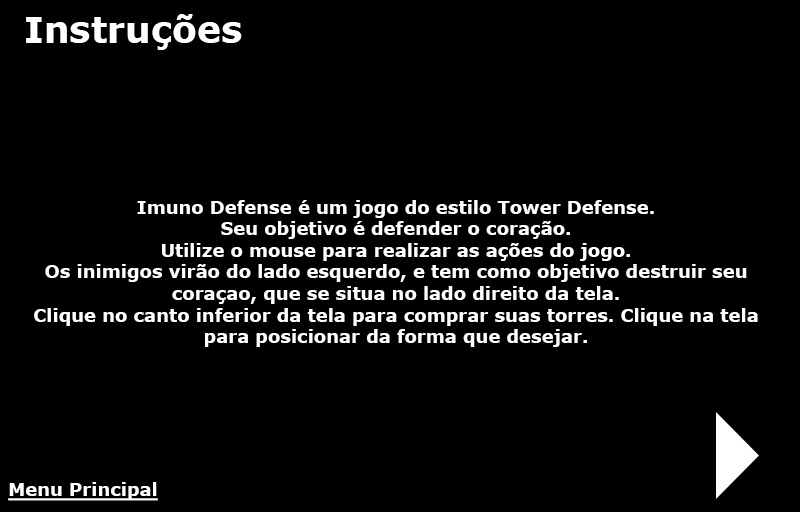 Instruções
Imuno Defense é um jogo do estilo Tower Defense.
Seu objetivo é defender o coração.
Utilize o mouse para realizar as ações do jogo.
Os inimigos virão do lado esquerdo, e tem como objetivo destruir seu
coraçao, que se situa no lado direito da tela.
Clique no canto inferior da tela para comprar suas torres. Clique na tela
para posicionar da forma que desejar.
Menu Principal